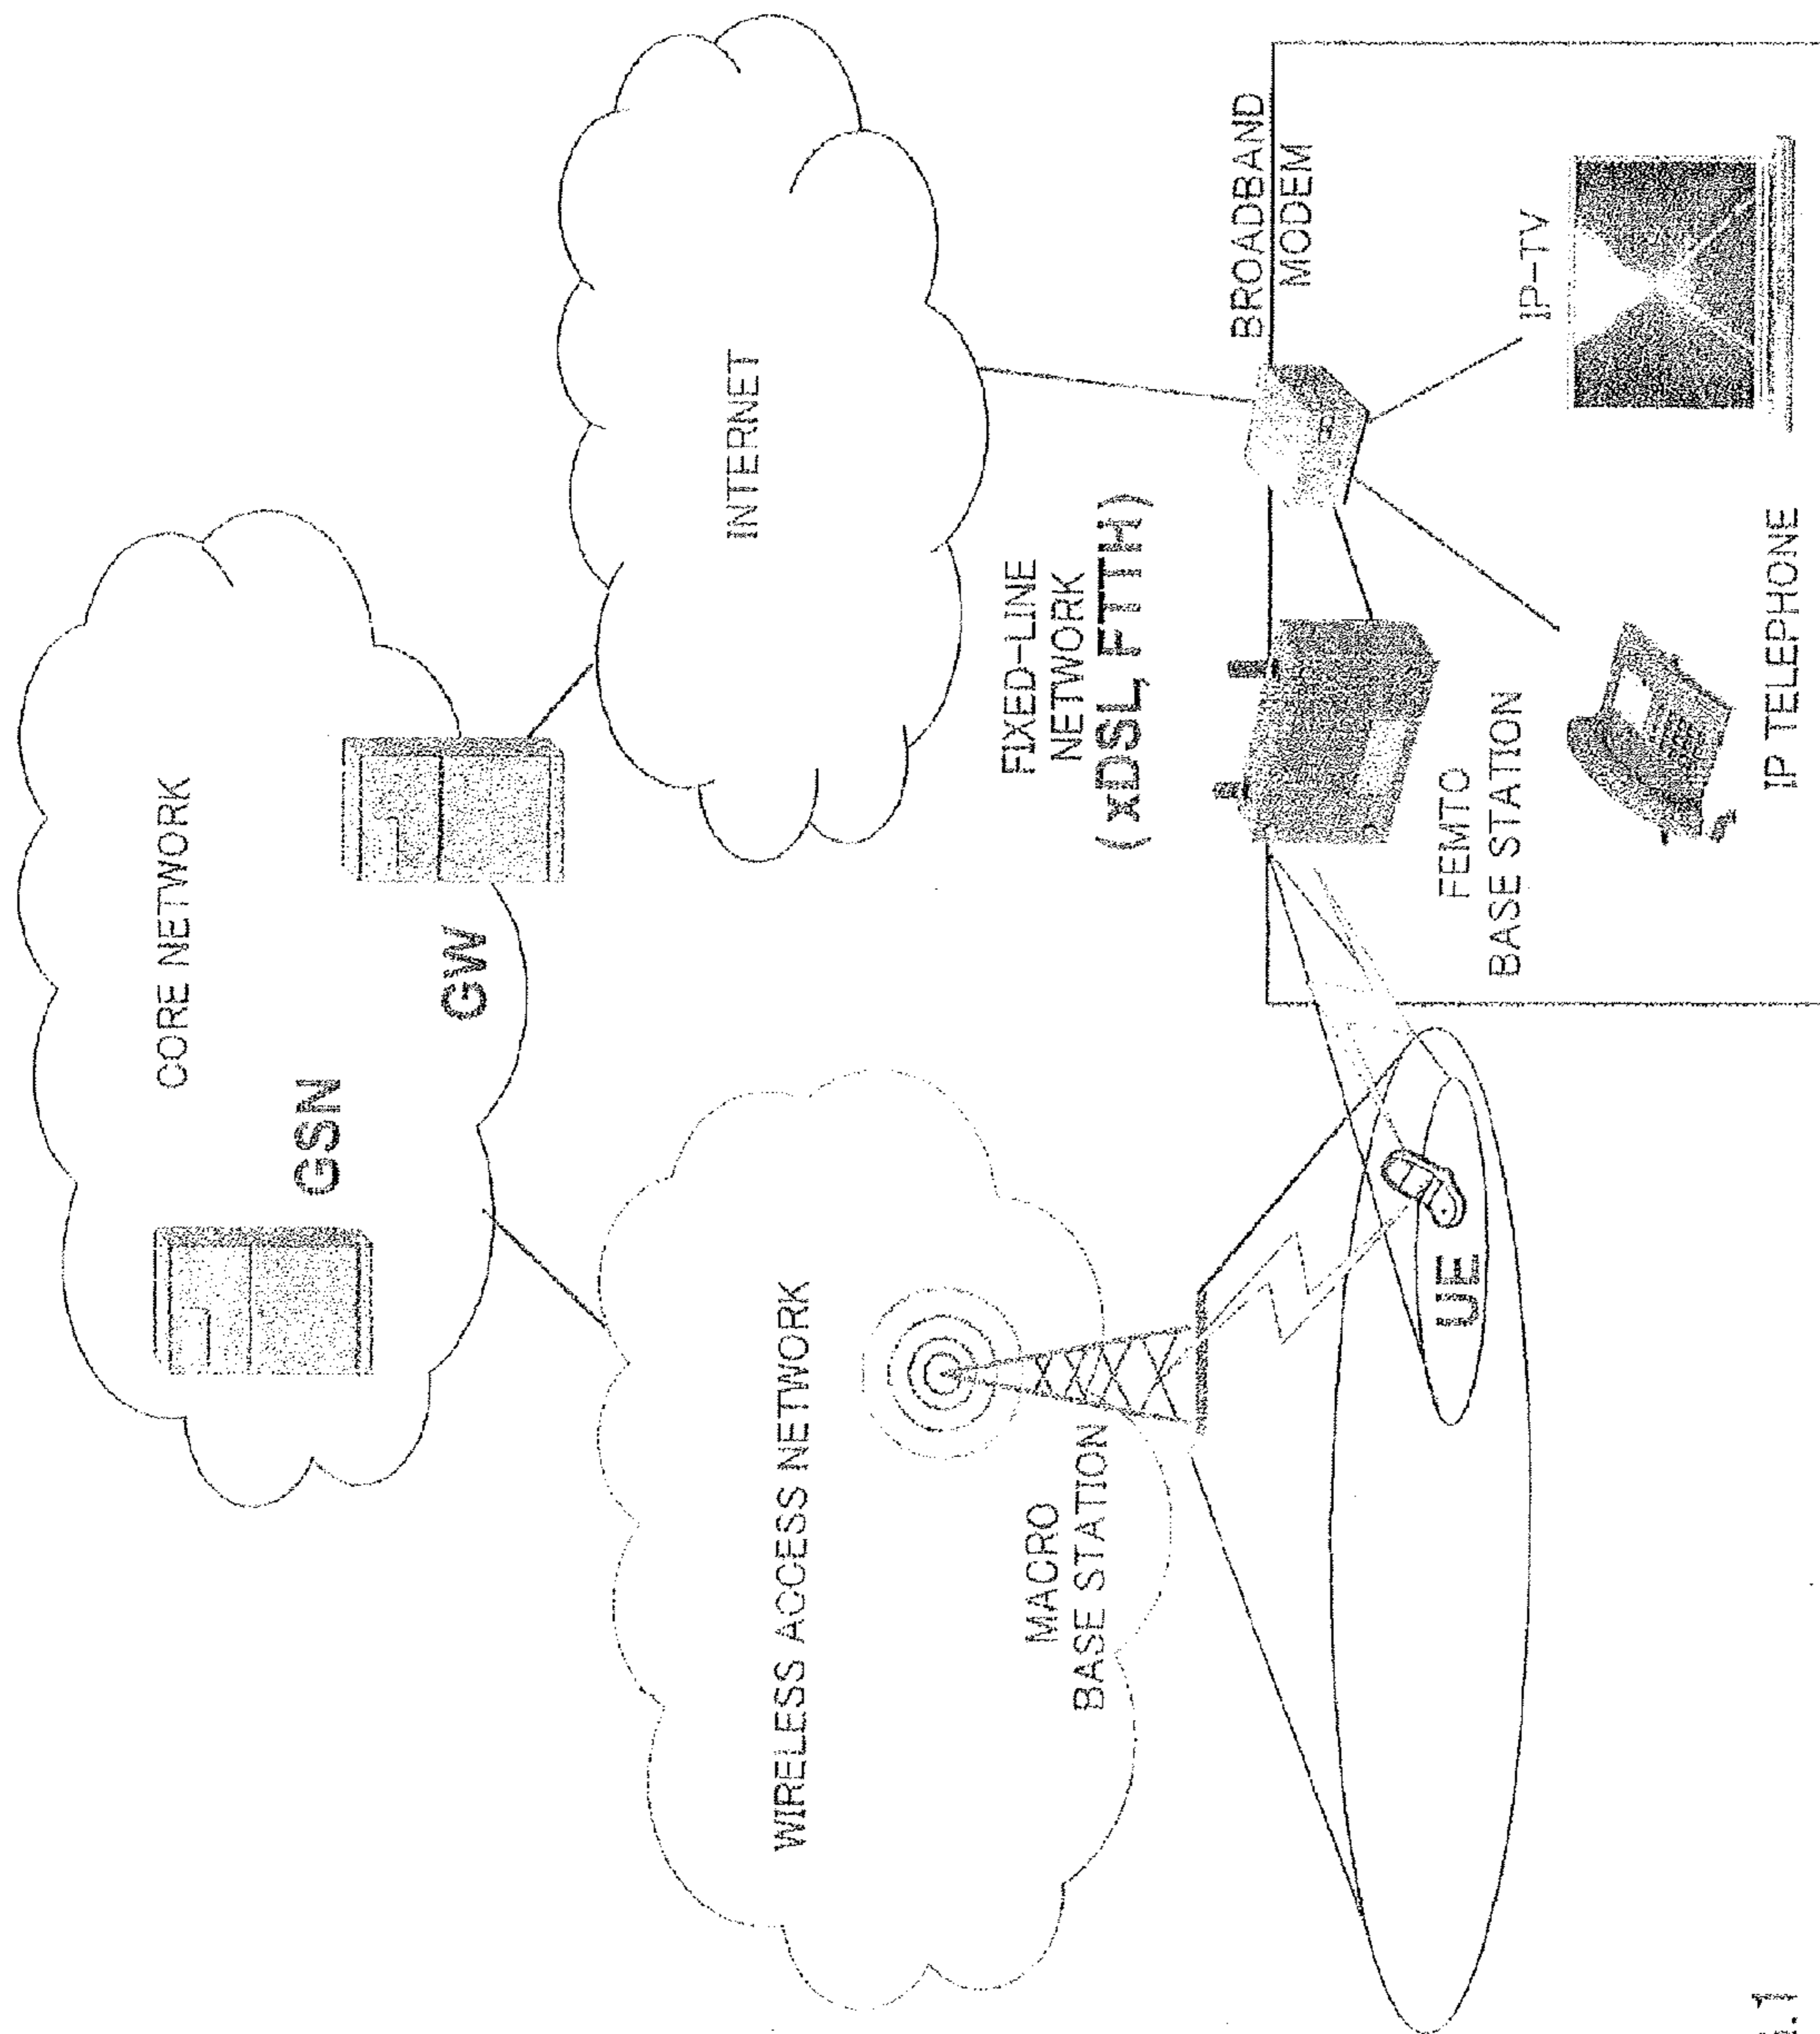 CORE NETWORK
GSN
GW
INTERNET
WIRELESS ACCESS NETWORK
MACRO
BASE STATION
FIXED-LINE
NETWORK
(xDSL, FTTH)
BROADBAND
MODEM
UE
FEMTO
BASE STATION
IP-TV
IP TELEPHONE